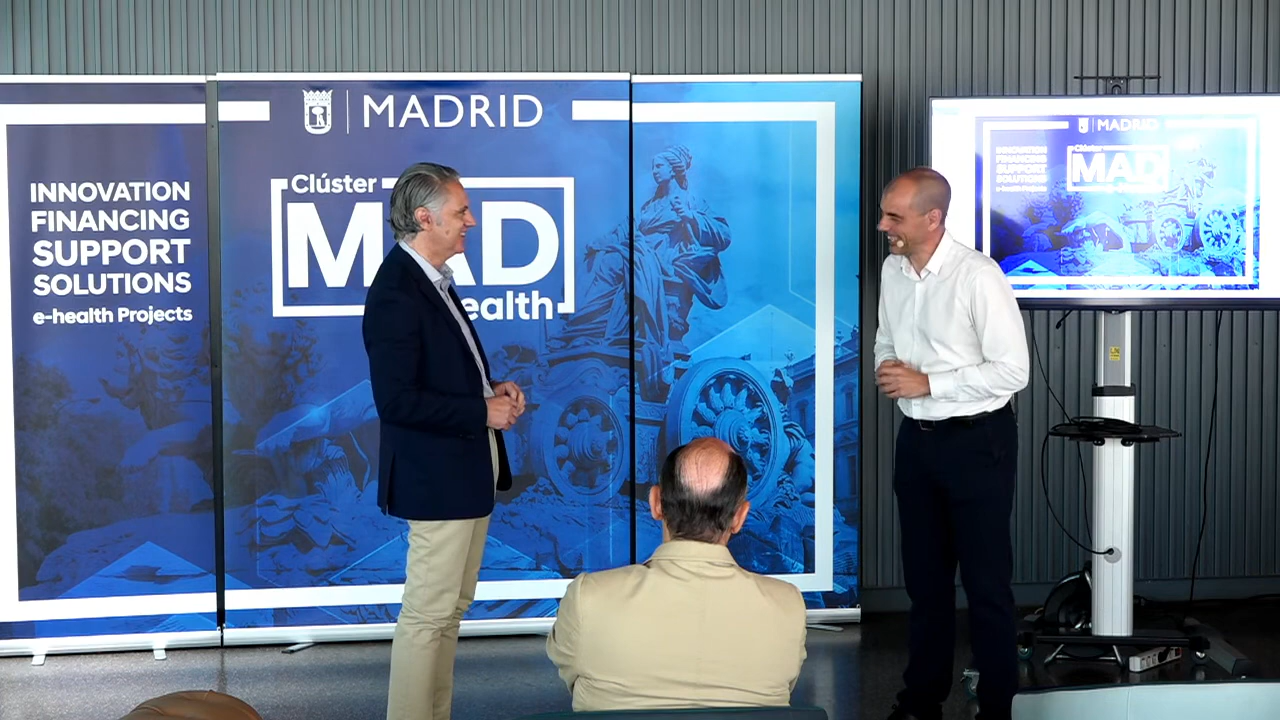 INNOVATION
FINANCING
SUPPORT
SOLUTIONS
e-health Projects
MADRID
Clúster
MAD
ealth
MADRID
INNOVATION
FINANCING
SUPPORT
SOLUTIONS
e-health Projects
Clúster
MAD